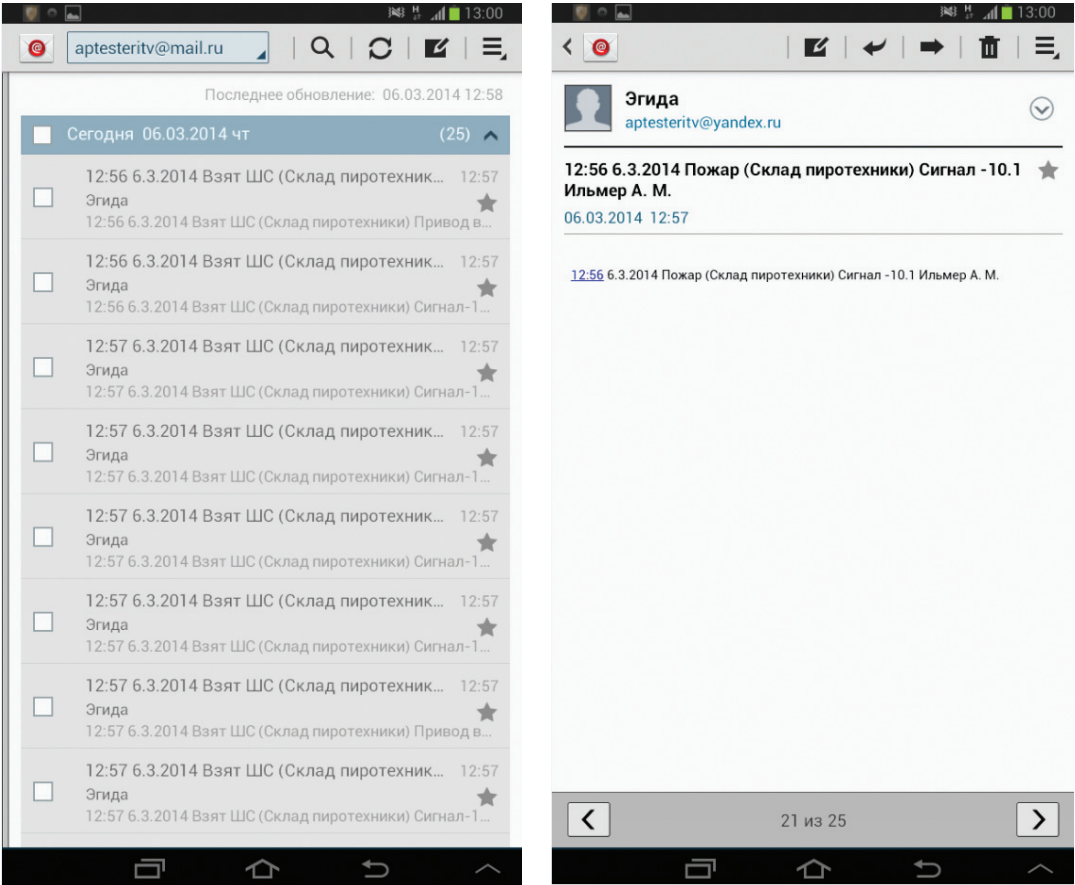 13:00
aptesteritv@mail.ru
Последнее обновление: 06.03.2014 12:58
Сегодня 06.03.2014 чт (25)
12:56 6.3.2014 Взят ШС (Склад пиротехник... 12:57
Эгида
12:56 6.3.2014 Взят ШС (Склад пиротехники) Привод в...
12:56 6.3.2014 Взят ШС (Склад пиротехник... 12:57
Эгида
12:56 6.3.2014 Взят ШС (Склад пиротехники) Сигнал-1...
12:57 6.3.2014 Взят ШС (Склад пиротехник... 12:57
Эгида
12:57 6.3.2014 Взят ШС (Склад пиротехники) Сигнал-1...
12:57 6.3.2014 Взят ШС (Склад пиротехник... 12:57
Эгида
12:57 6.3.2014 Взят ШС (Склад пиротехники) Сигнал-1...
12:57 6.3.2014 Взят ШС (Склад пиротехник... 12:57
Эгида
12:57 6.3.2014 Взят ШС (Склад пиротехники) Сигнал-1...
12:57 6.3.2014 Взят ШС (Склад пиротехник... 12:57
Эгида
12:57 6.3.2014 Взят ШС (Склад пиротехники) Сигнал-1...
12:57 6.3.2014 Взят ШС (Склад пиротехник... 12:57
Эгида
12:57 6.3.2014 Взят ШС (Склад пиротехники) Привод в...
12:57 6.3.2014 Взят ШС (Склад пиротехник... 12:57
Эгида
12:57 6.3.2014 Взят ШС (Склад пиротехники) Сигнал-1...
13:00
Эгида
aptesteritv@yandex.ru
12:56 6.3.2014 Пожар (Склад пиротехники) Сигнал -10.1
Ильмер А. М.
06.03.2014 12:57
12:56 6.3.2014 Пожар (Склад пиротехники) Сигнал -10.1 Ильмер А. М.
21 из 25